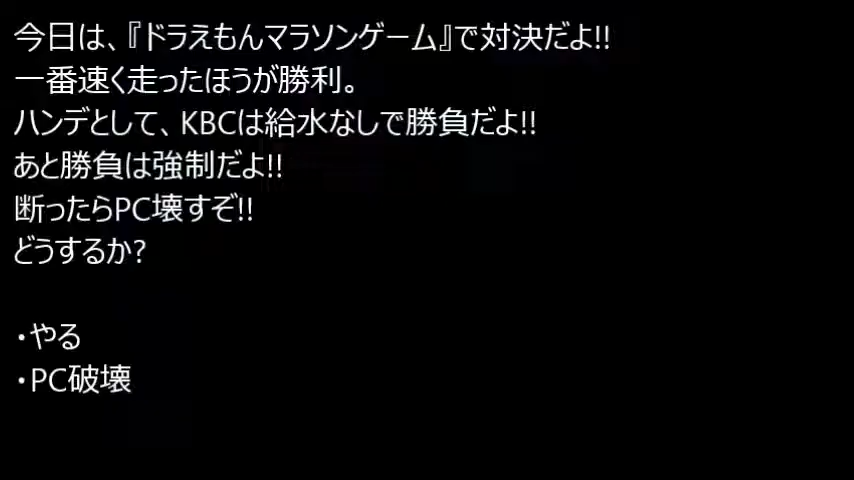 今日は、『ドラえもんマラソンゲーム』で対決だよ!!
一番速く走ったほうが勝利。
ハンデとして、KBCは給水なしで勝負だよ!!
あと勝負は強制だよ!!
断ったらPC壊すぞ!!
どうするか?
・やる
・PC破壊